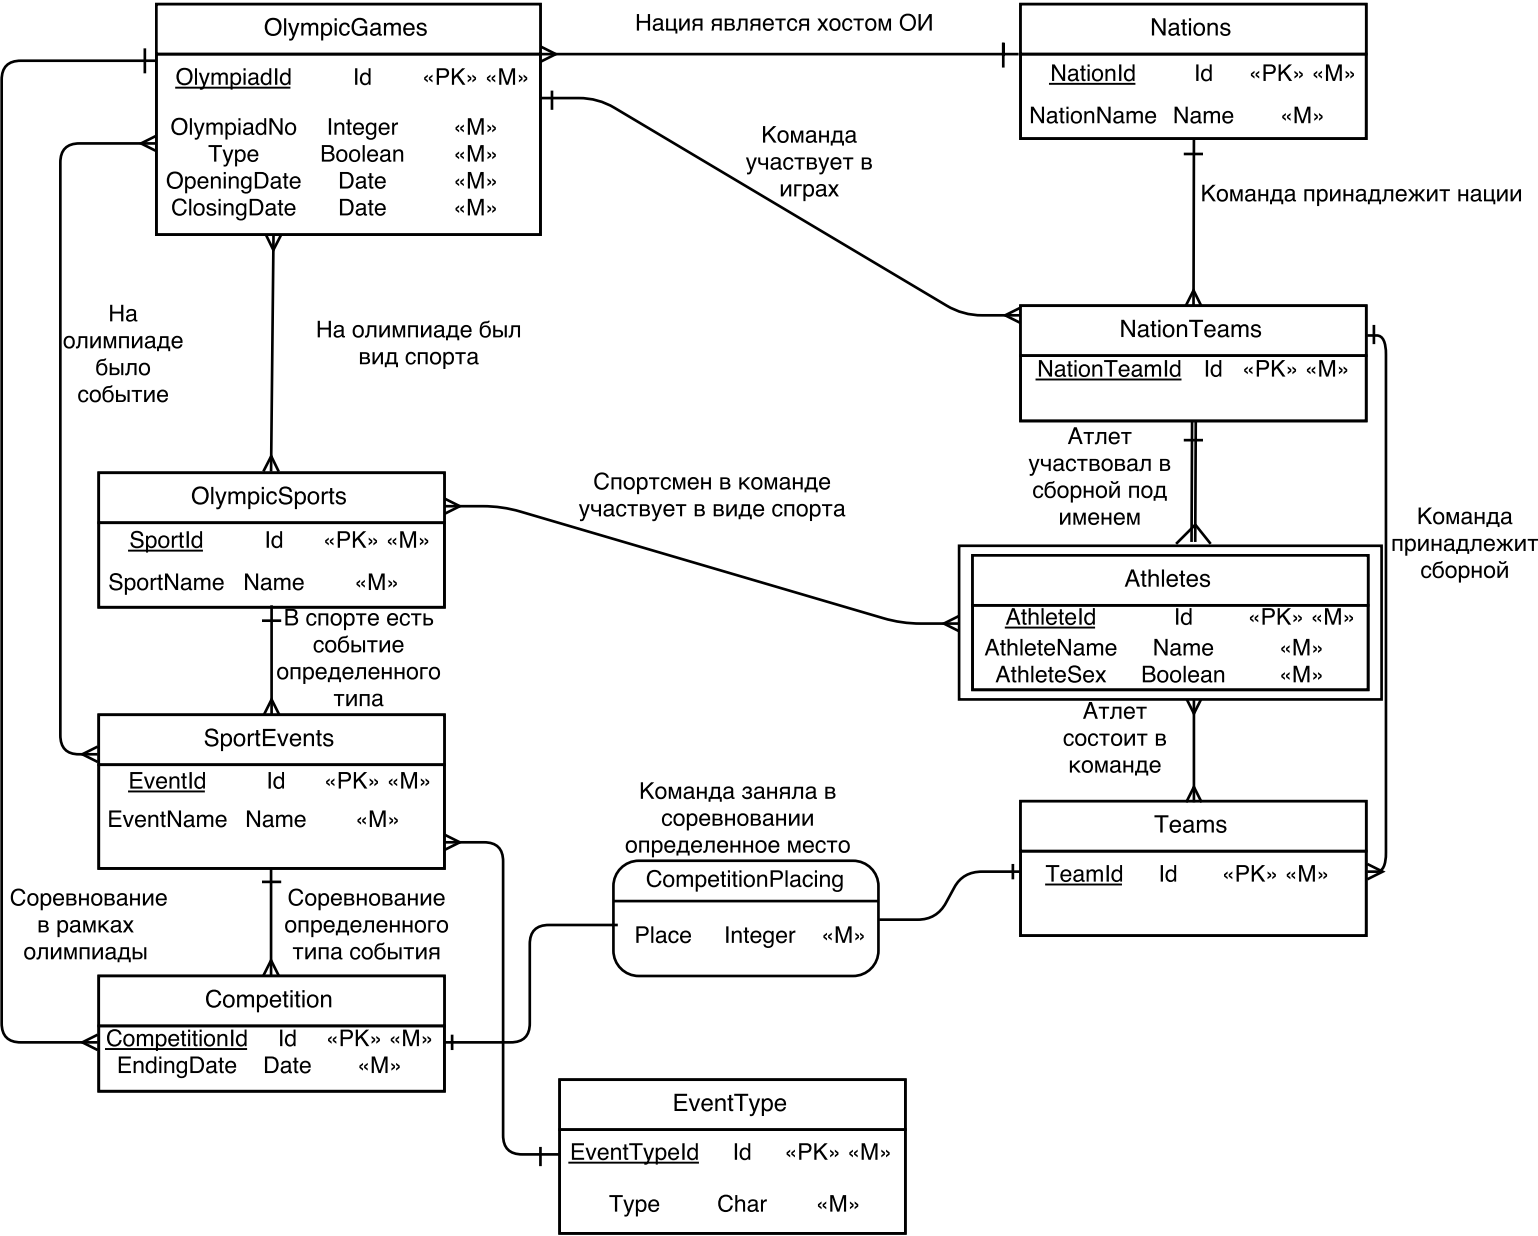 OlympicGames
OlympiadId Id «PK» «M»
OlympiadNo Integer «M»
Type Boolean «M»
OpeningDate Date «M»
ClosingDate Date «M»
Нация является хостом ОИ
Nations
NationId Id «PK» «M»
NationName Name «M»
Команда
участвует в
играх
Команда принадлежит нации
На
олимпиаде
было
событие
На олимпиаде был
вид спорта
NationTeams
NationTeamId Id «PK» «M»
Атлет
участвовал в
сборной под
именем
Команда
принадлежит
сборной
OlympicSports
SportId Id «PK» «M»
SportName Name «M»
Спортсмен в команде
участвует в виде спорта
Athletes
AthleteId Id «PK» «M»
AthleteName Name «M»
AthleteSex Boolean «M»
В спорте есть
событие
определенного
типа
Атлет
состоит в
команде
SportEvents
EventId Id «PK» «M»
EventName Name «M»
Команда заняла в
соревновании
определенное место
CompetitionPlacing
Place Integer «M»
Teams
TeamId Id «PK» «M»
Соревнование
в рамках
олимпиады
Соревнование
определенного
типа события
Competition
CompetitionId Id «PK» «M»
EndingDate Date «M»
EventType
EventTypeId Id «PK» «M»
Type Char «M»